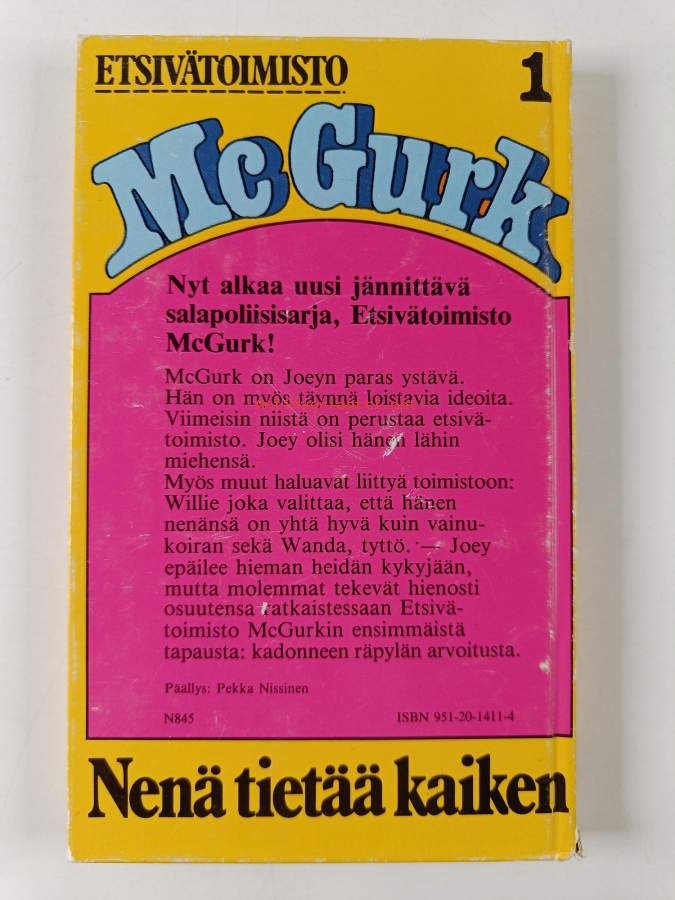 ETSIVÄTOIMISTO
1
McGurk
Nyt alkaa uusi jännittävä
salapoliisisarja, Etsivätoimisto
McGurk!
McGurk on Joeyn paras ystävä.
Hän on myös täynnä loistavia ideoita.
Viimeisin niistä on perustaa etsivä-
toimisto. Joey olisi hänen lähin
miehensä.
Myös muut haluavat liittyä toimistoon:
Willie joka valittaa, että hänen
nenänsä on yhtä hyvä kuin vainu-
koiran sekä Wanda, tyttö. — Joey
epäilee hieman heidän kykyjään,
mutta molemmat tekevät hienosti
osuutensa ratkaistessaan Etsivä-
toimisto McGurkin ensimmäistä
tapausta: kadonneen räpylän arvoitusta.
Päällys: Pekka Nissinen
N845
ISBN 951-20-1411-4
Nenä tietää kaiken